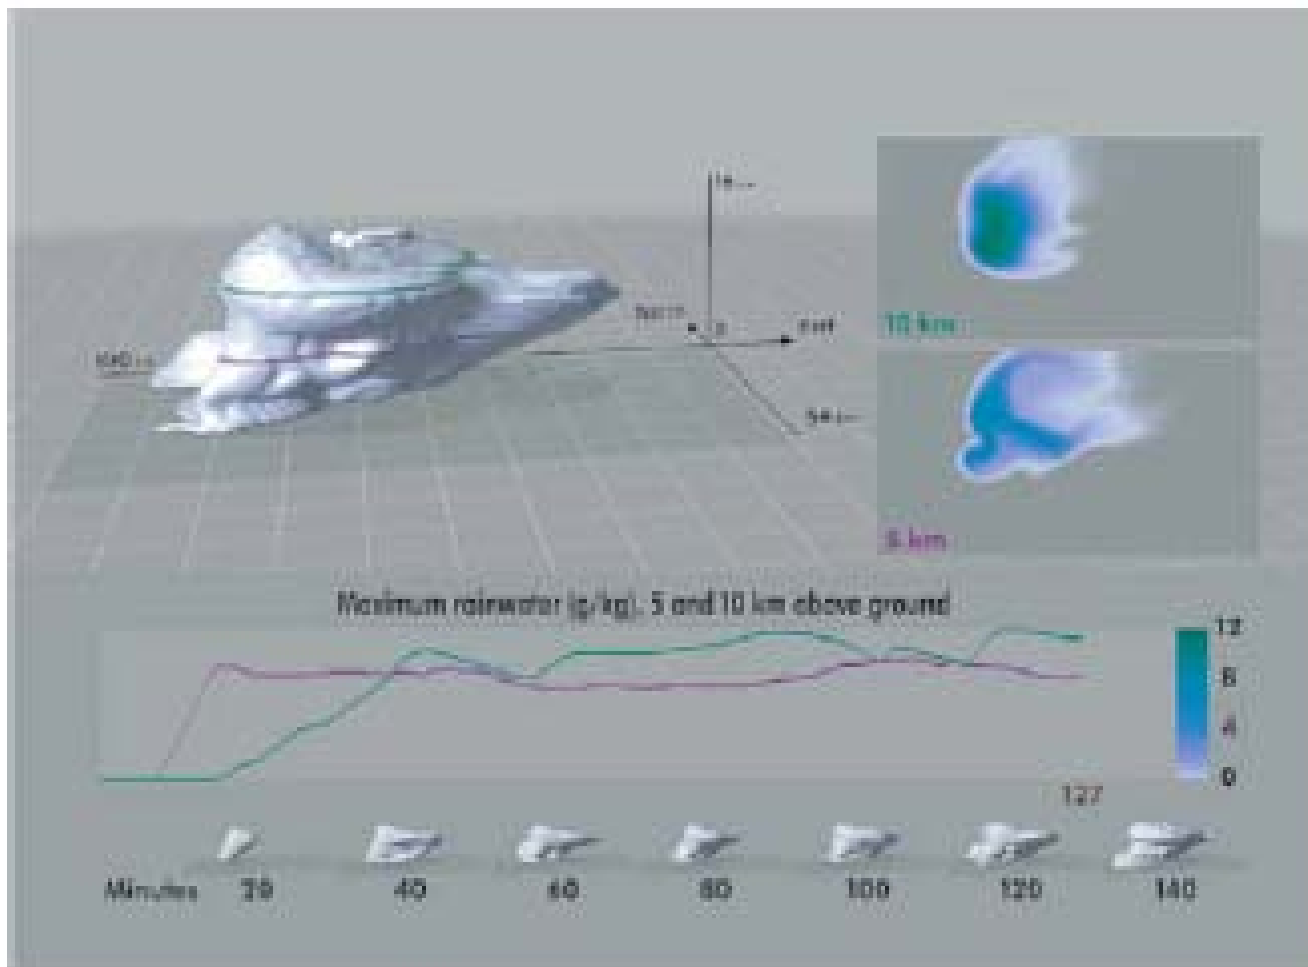 10 km
5 km
Maximum rainwater (g/kg), 5 and 10 km above ground
12
8
4
0
127
Minutes 20 40 60 80 100 120 140